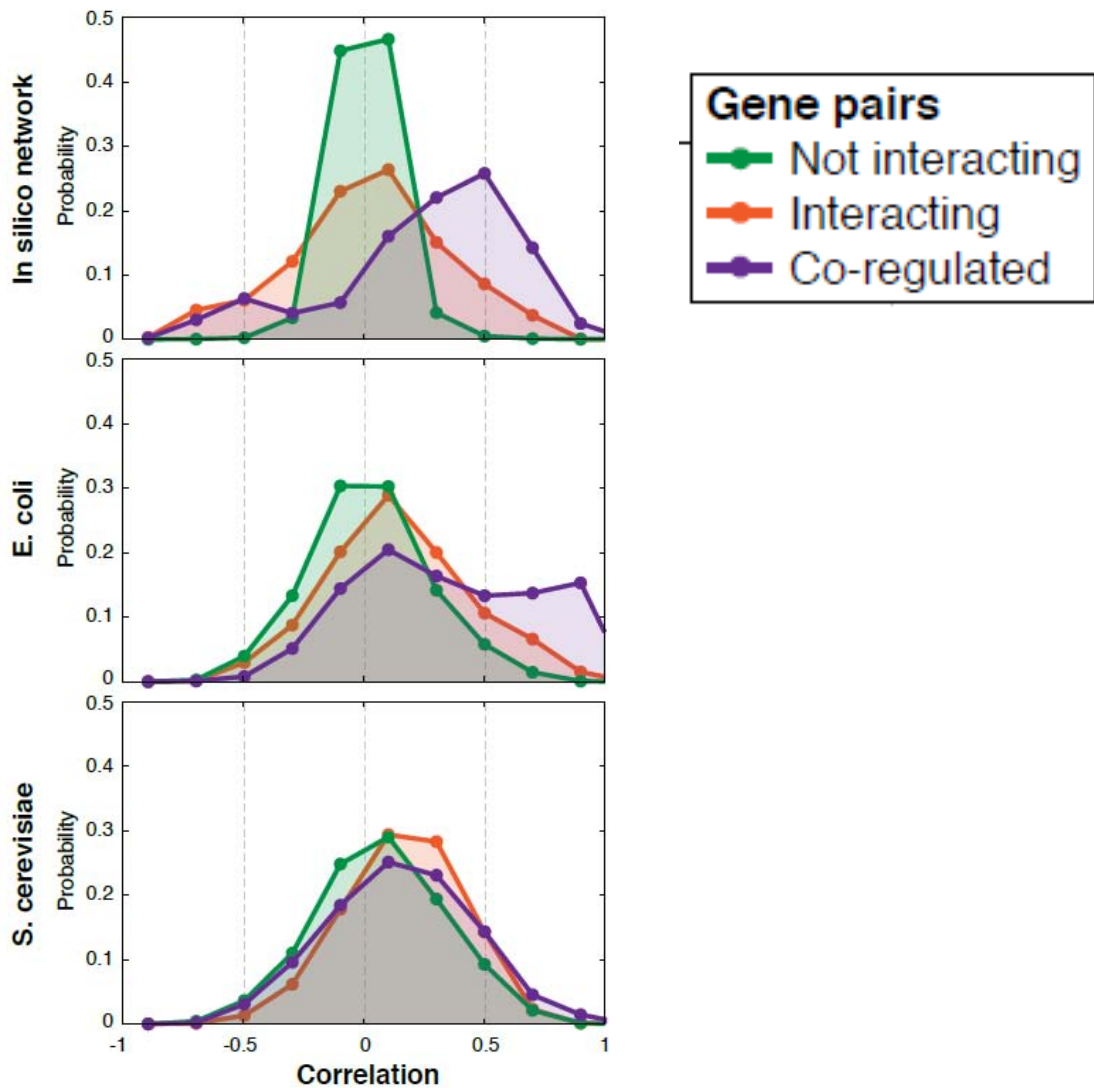 In silico network
Probability
0.5
0.4
0.3
0.2
0.1
0
Gene pairs
Not interacting
Interacting
Co-regulated
E. coli
Probability
0.5
0.4
0.3
0.2
0.1
0
S. cerevisiae
Probability
0.5
0.4
0.3
0.2
0.1
0
-1 -0.5 0 0.5 1
Correlation